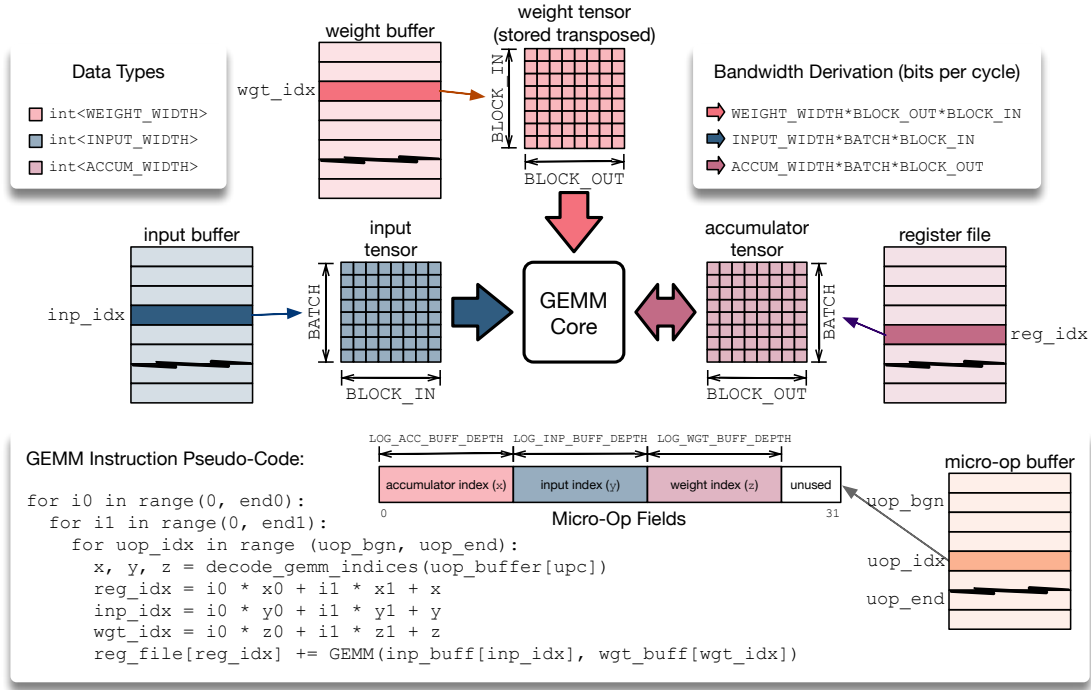 weight buffer
weight tensor
(stored transposed)
Data Types
int<WEIGHT_WIDTH>
int<INPUT_WIDTH>
int<ACCUM_WIDTH>
wgt_idx
BLOCK_IN
BLOCK_OUT
Bandwidth Derivation (bits per cycle)
WEIGHT_WIDTH*BLOCK_OUT*BLOCK_IN
INPUT_WIDTH*BATCH*BLOCK_IN
ACCUM_WIDTH*BATCH*BLOCK_OUT
input buffer
input
tensor
accumulator
tensor
register file
inp_idx
BATCH
BLOCK_IN
GEMM
Core
BATCH
BLOCK_OUT
reg_idx
GEMM Instruction Pseudo-Code:
for i0 in range(0, end0):
for i1 in range(0, end1):
for uop_idx in range (uop_bgn, uop_end):
x, y, z = decode_gemm_indices(uop_buffer[upc])
reg_idx = i0 * x0 + i1 * x1 + x
inp_idx = i0 * y0 + i1 * y1 + y
wgt_idx = i0 * z0 + i1 * z1 + z
reg_file[reg_idx] += GEMM(inp_buff[inp_idx], wgt_buff[wgt_idx])
LOG_ACC_BUFF_DEPTH LOG_INP_BUFF_DEPTH LOG_WGT_BUFF_DEPTH
accumulator index (x) input index (y) weight index (z) unused
0 31
Micro-Op Fields
micro-op buffer
uop_bgn
uop_idx
uop_end